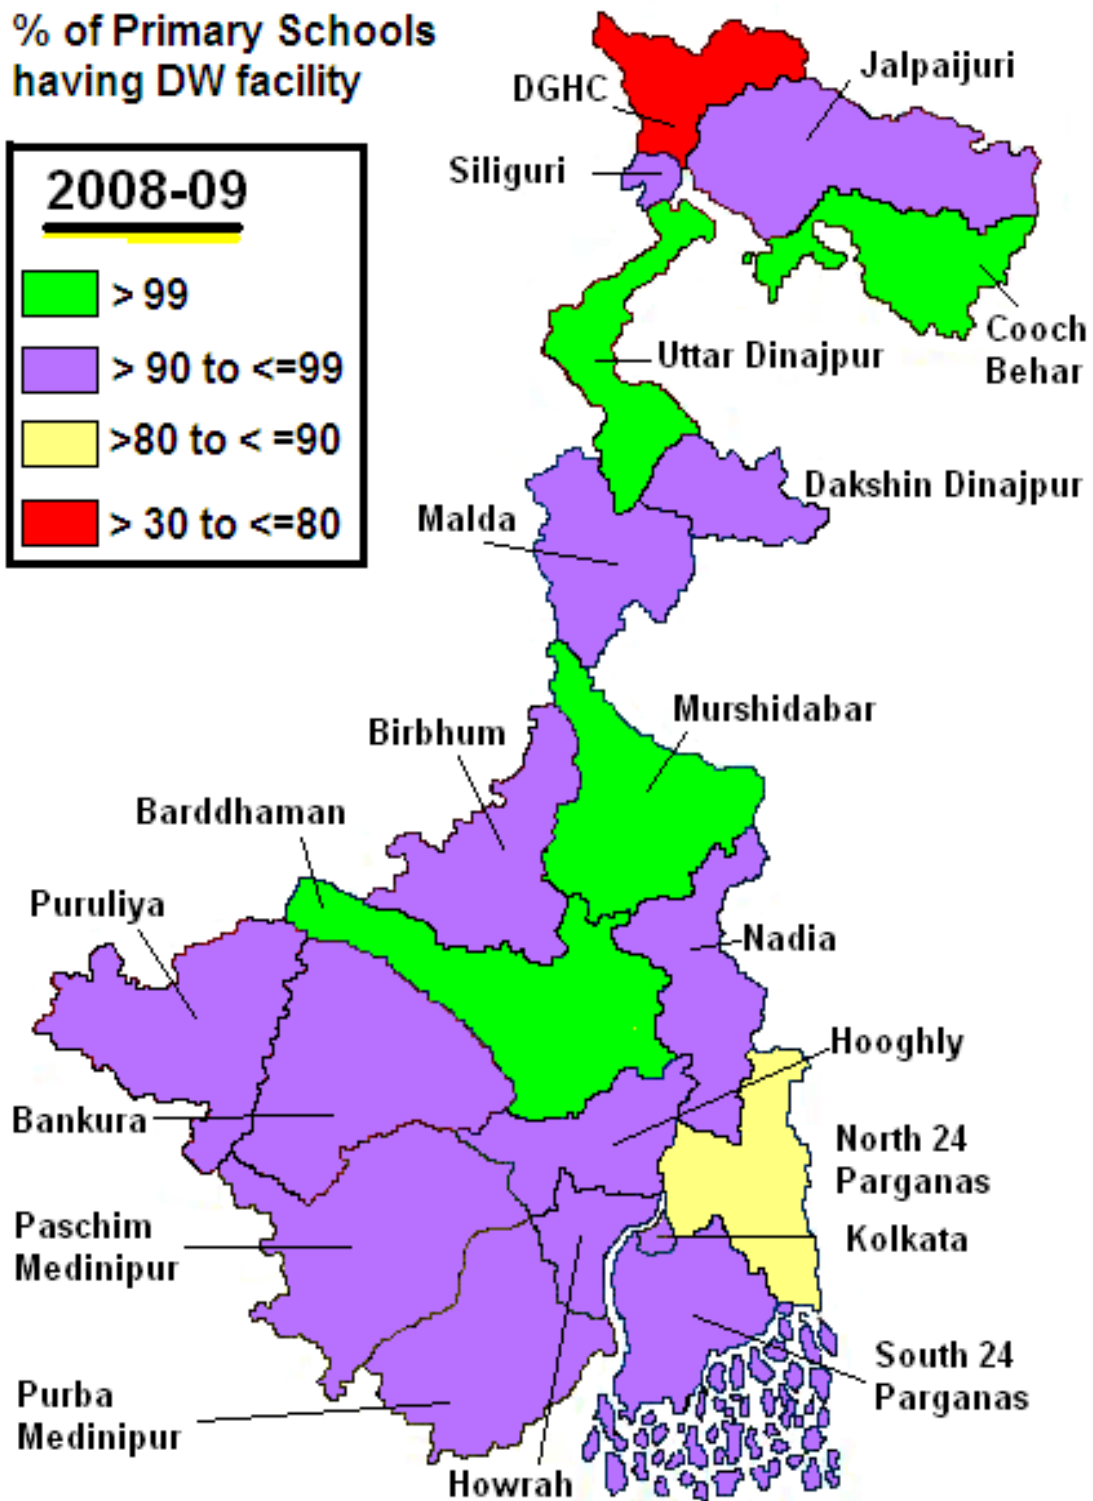 % of Primary Schools
having DW facility
2008-09
> 99
> 90 to <=99
>80 to < =90
> 30 to <=80
DGHC
Jalpaijuri
Siliguri
Cooch
Behar
Uttar Dinajpur
Dakshin Dinajpur
Malda
Murshidabar
Birbhum
Barddhaman
Puruliya
Nadia
Hooghly
Bankura
North 24
Parganas
Paschim
Medinipur
Kolkata
South 24
Parganas
Purba
Medinipur
Howrah